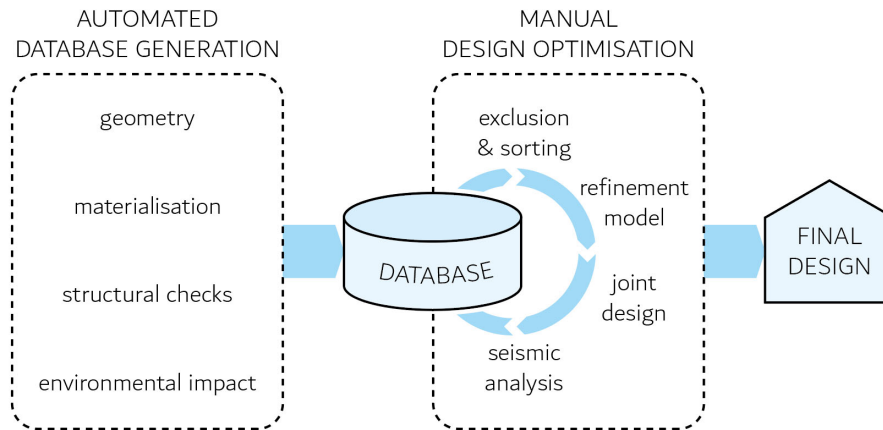 AUTOMATED
DATABASE GENERATION
geometry
materialisation
structural checks
environmental impact
DATABASE
MANUAL
DESIGN OPTIMISATION
exclusion
& sorting
refinement
model
joint
design
seismic
analysis
FINAL
DESIGN